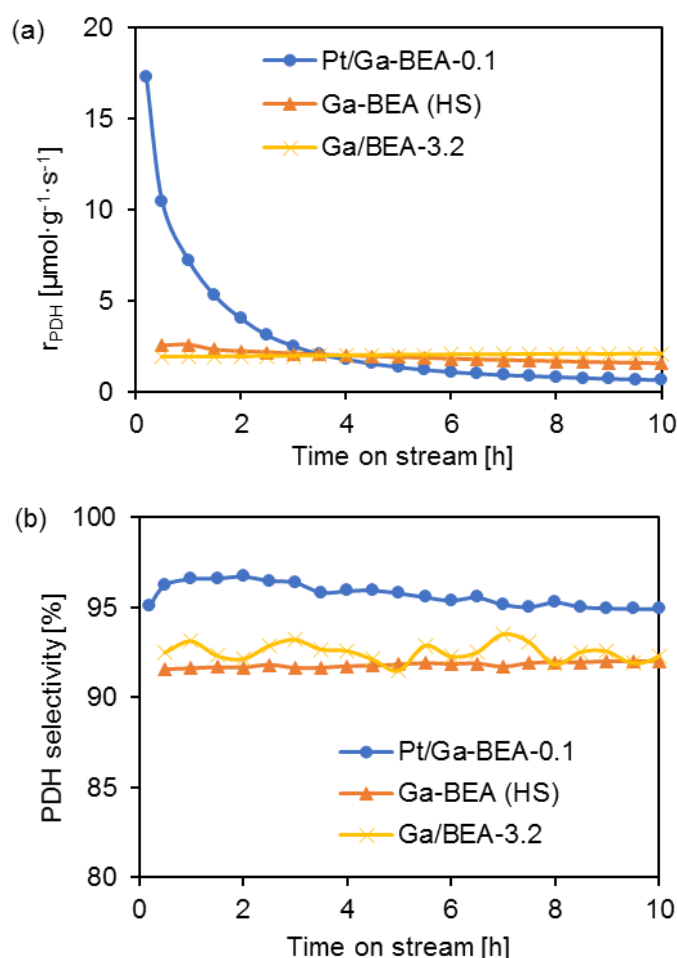 (a)
20
15
10
5
0
r_PDH [µmol·g⁻¹·s⁻¹]
Pt/Ga-BEA-0.1
Ga-BEA (HS)
Ga/BEA-3.2
0 2 4 6 8 10
Time on stream [h]
(b)
100
95
90
85
80
PDH selectivity [%]
Pt/Ga-BEA-0.1
Ga-BEA (HS)
Ga/BEA-3.2
0 2 4 6 8 10
Time on stream [h]